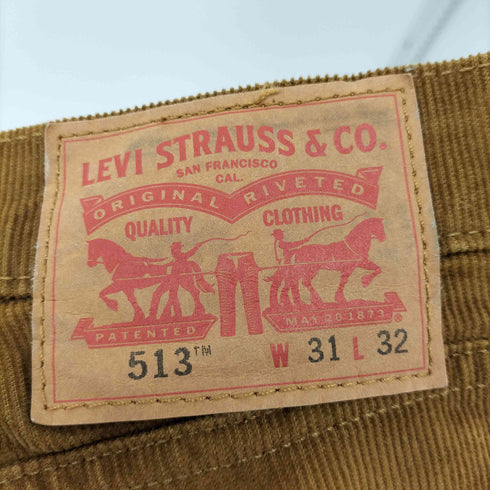 LEVI STRAUSS & CO.
SAN FRANCISCO
CAL.
ORIGINAL RIVETED
QUALITY CLOTHING
PATENTED MAY 20 1873 ®
513™ W 31 L 32